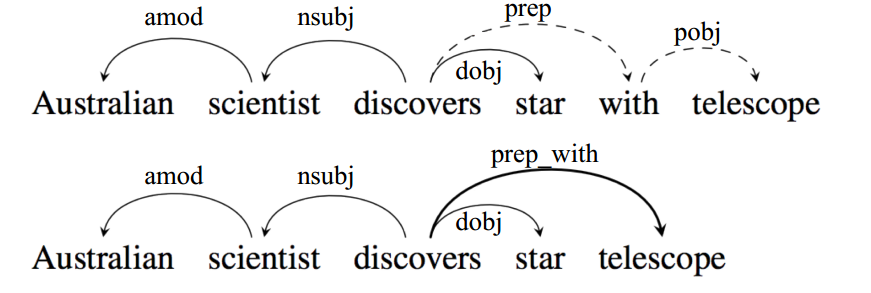 amod nsubj prep pobj
dobj
Australian scientist discovers star with telescope
prep_with
amod nsubj
dobj
Australian scientist discovers star telescope